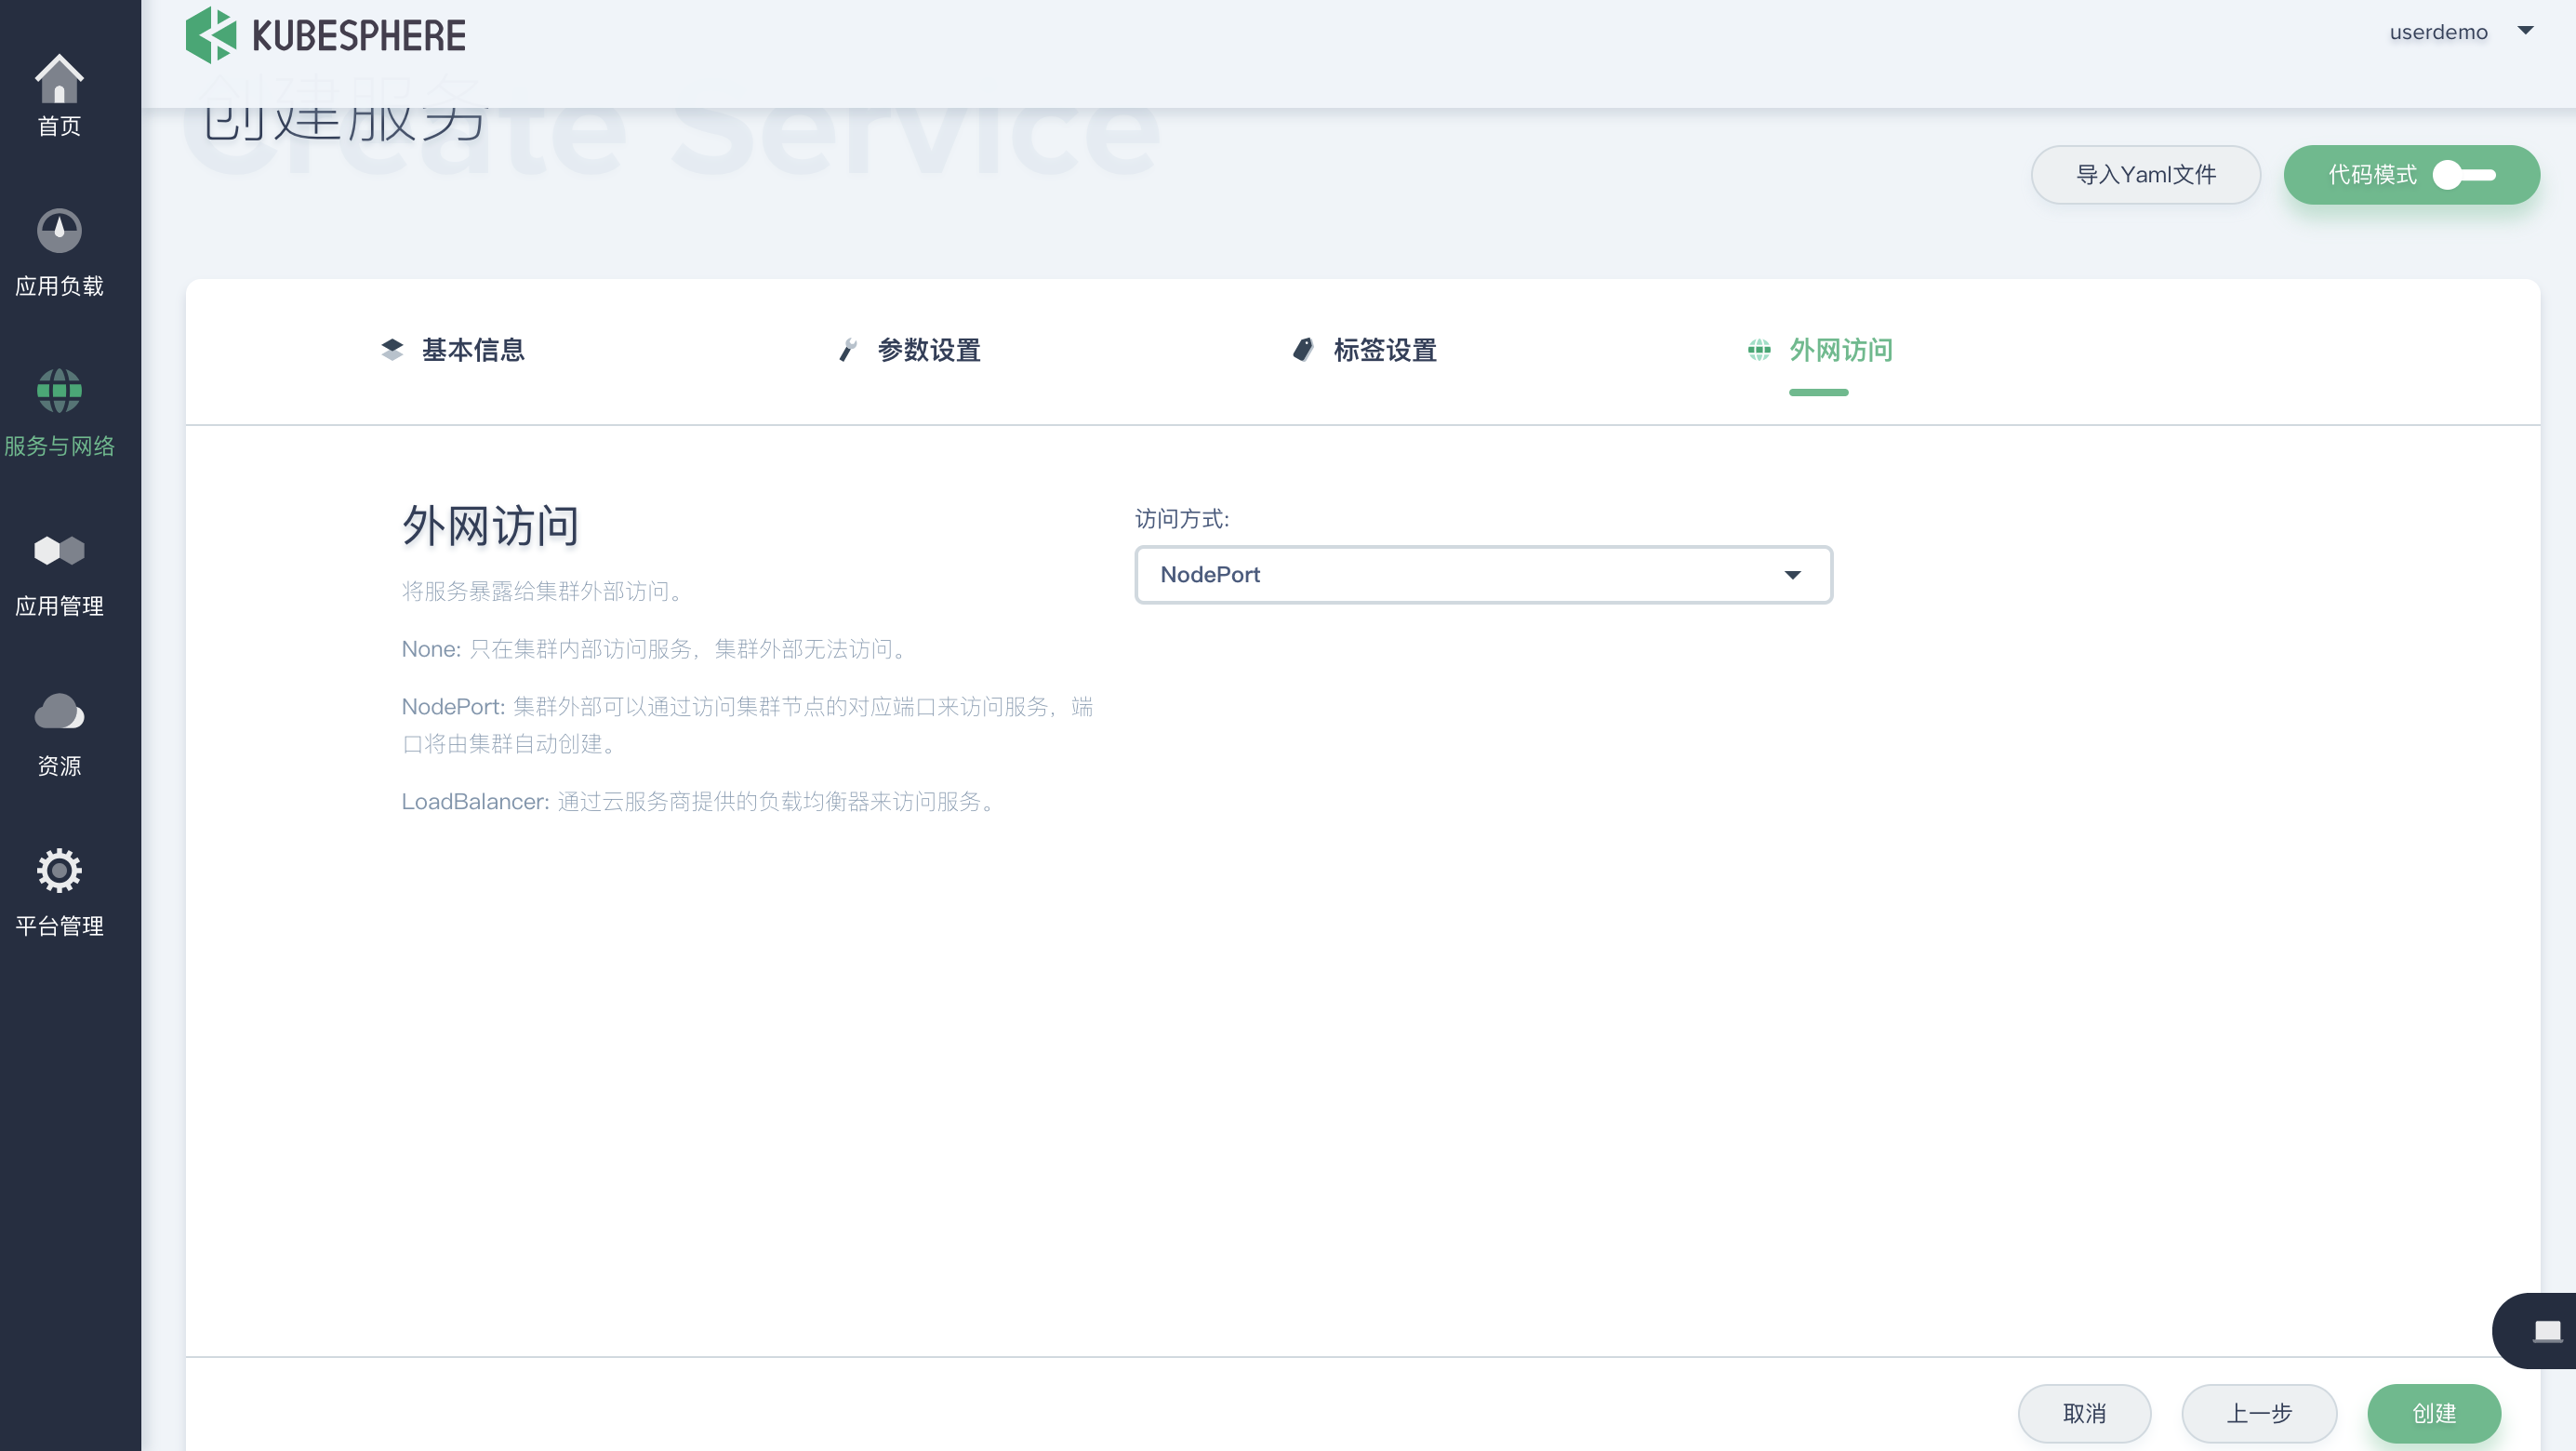 KUBESPHERE
userdemo
首页
应用负载
服务与网络
应用管理
资源
平台管理
创建服务
Create Service
导入Yaml文件
代码模式
基本信息
参数设置
标签设置
外网访问
外网访问
将服务暴露给集群外部访问。
None: 只在集群内部访问服务，集群外部无法访问。
NodePort: 集群外部可以通过访问集群节点的对应端口来访问服务，端
口将由集群自动创建。
LoadBalancer: 通过云服务商提供的负载均衡器来访问服务。
访问方式:
NodePort
取消
上一步
创建